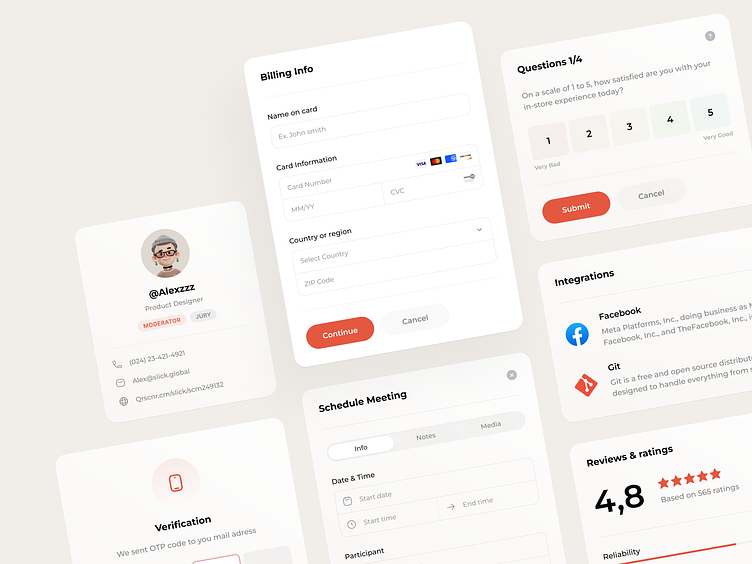 Billing Info
Name on card
Ex. John smith
Card Information
Card Number
VISA
MM/YY
CVC
Country or region
Select Country
ZIP Code
Continue
Cancel
Questions 1/4
On a scale of 1 to 5, how satisfied are you with your
in-store experience today?
1
2
3
4
5
Very Bad
Very Good
Submit
Cancel
@Alexzzz
Product Designer
MODERATOR
JURY
(024) 23-421-4921
Alex@slick.global
Qrscnr.cm/slick/scm249132
Integrations
Facebook
Meta Platforms, Inc., doing business as
Facebook, Inc., and TheFacebook, Inc.,
Git
Git is a free and open source
designed to handle everything from
Schedule Meeting
Info
Notes
Media
Date & Time
Start date
Start time
End time
Participant
Verification
We sent OTP code to you mail adress
Reviews & ratings
4,8
Based on 565 ratings
Reliability